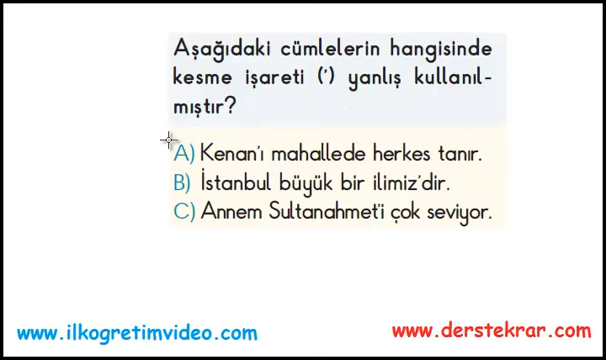 Aşağıdaki cümlelerin hangisinde
kesme işareti (') yanlış kullanıl-
mıştır?
A) Kenan'ı mahallede herkes tanır.
B) İstanbul büyük bir ilimiz'dir.
C) Annem Sultanahmet'i çok seviyor.
www.ilkogretimvideo.com
www.derstekrar.com